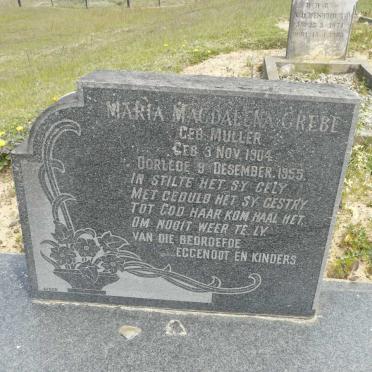 MARIA MAGDALENA GREBE
GEB. MULLER
GEB 3 NOV. 1904.
OORLEDE 9 DESEMBER. 1955.
IN STILTE HET SY GELY
MET GEDULD HET SY GESTRY.
TOT GOD HAAR KOM HAAL HET.
OM NOOIT WEER TE LY.
VAN DIE BEDROEFDE
EGGENOOT EN KINDERS.